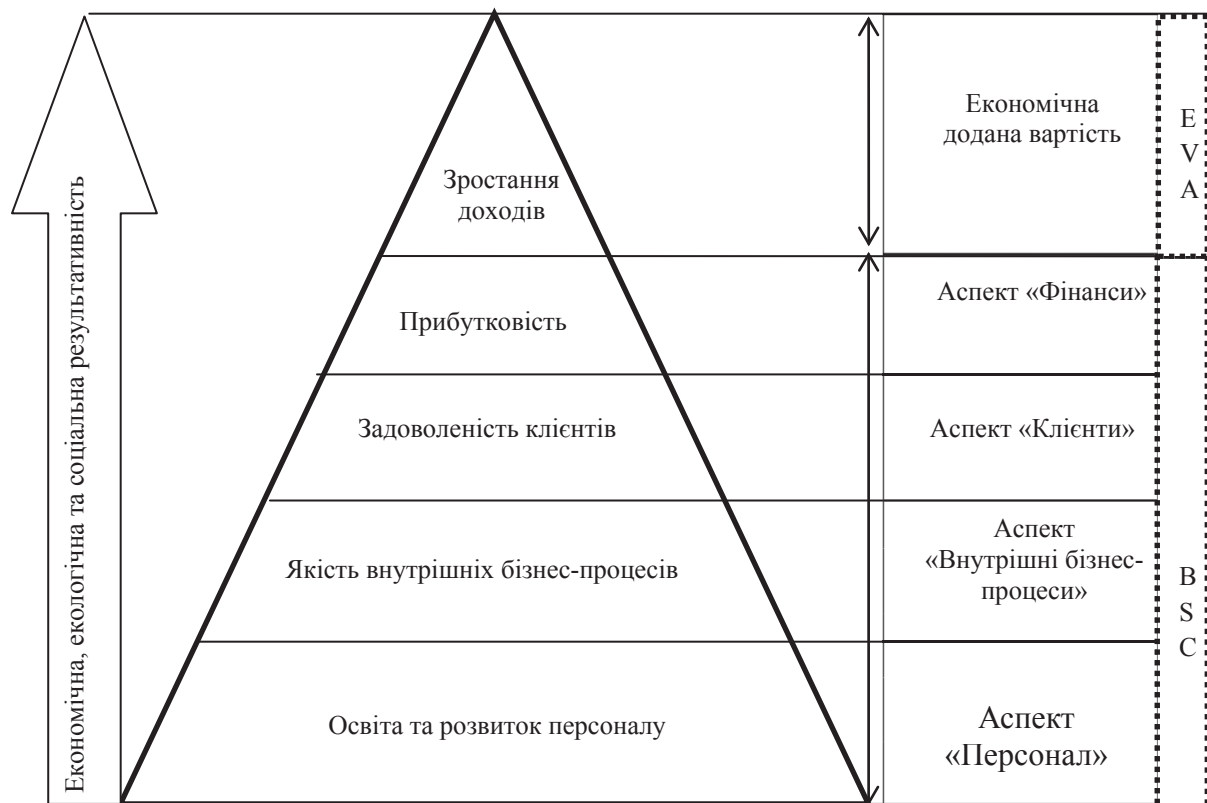 Економічна, екологічна та соціальна результативність
Зростання
доходів
Прибутковість
Задоволеність клієнтів
Якість внутрішніх бізнес-процесів
Освіта та розвиток персоналу
Економічна
додана вартість
Аспект «Фінанси»
Аспект «Клієнти»
Аспект
«Внутрішні бізнес-
процеси»
Аспект
«Персонал»
E
V
A
B
S
C